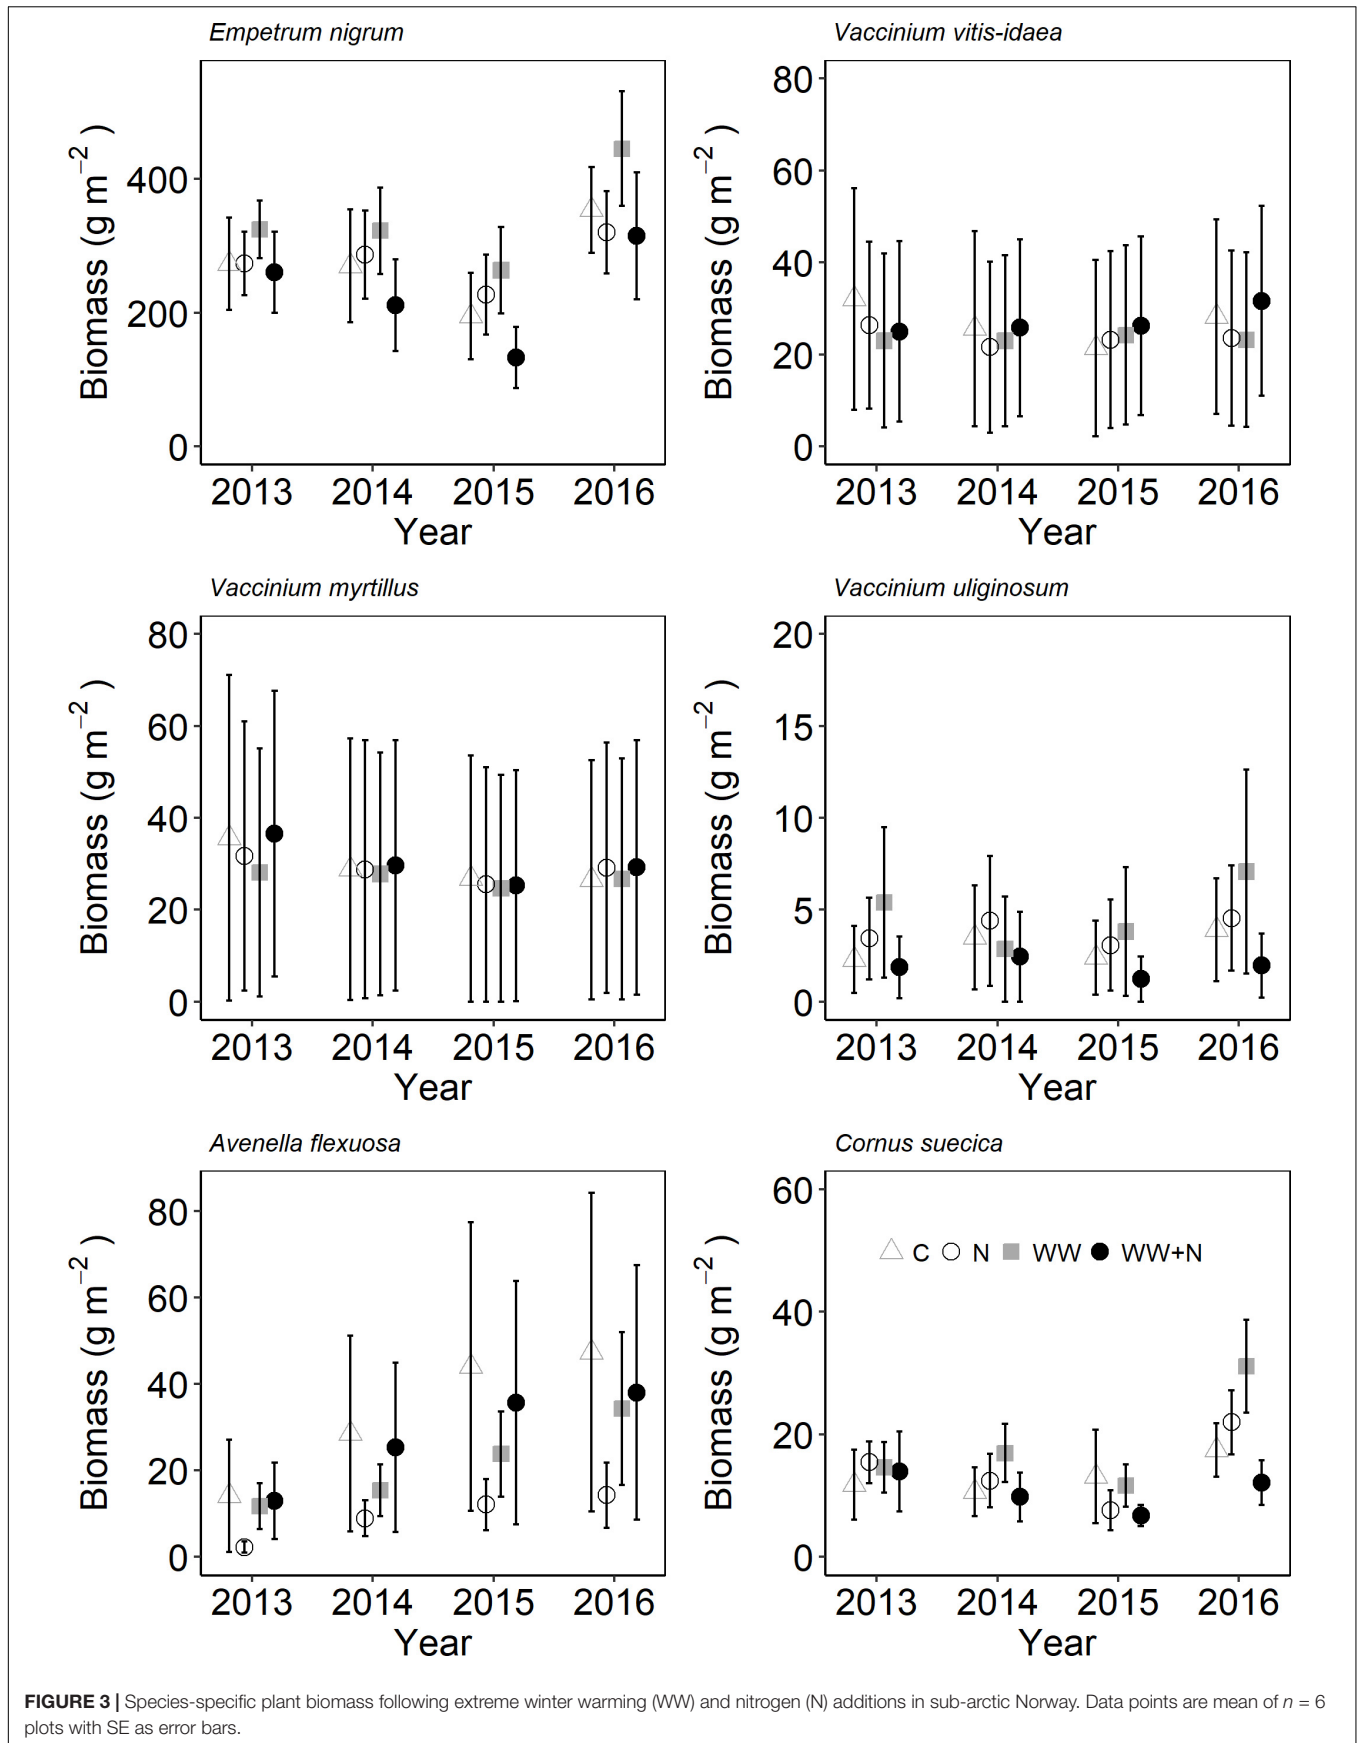 Empetrum nigrum
Biomass (g m−2 )
400
200
0
2013 2014 2015 2016
Year
Vaccinium vitis-idaea
Biomass (g m−2 )
80
60
40
20
0
2013 2014 2015 2016
Year
Vaccinium myrtillus
Biomass (g m−2 )
80
60
40
20
0
2013 2014 2015 2016
Year
Vaccinium uliginosum
Biomass (g m−2 )
20
15
10
5
0
2013 2014 2015 2016
Year
Avenella flexuosa
Biomass (g m−2 )
80
60
40
20
0
2013 2014 2015 2016
Year
Cornus suecica
Biomass (g m−2 )
60
40
20
0
C N WW WW+N
2013 2014 2015 2016
Year
FIGURE 3 | Species-specific plant biomass following extreme winter warming (WW) and nitrogen (N) additions in sub-arctic Norway. Data points are mean of n = 6
plots with SE as error bars.